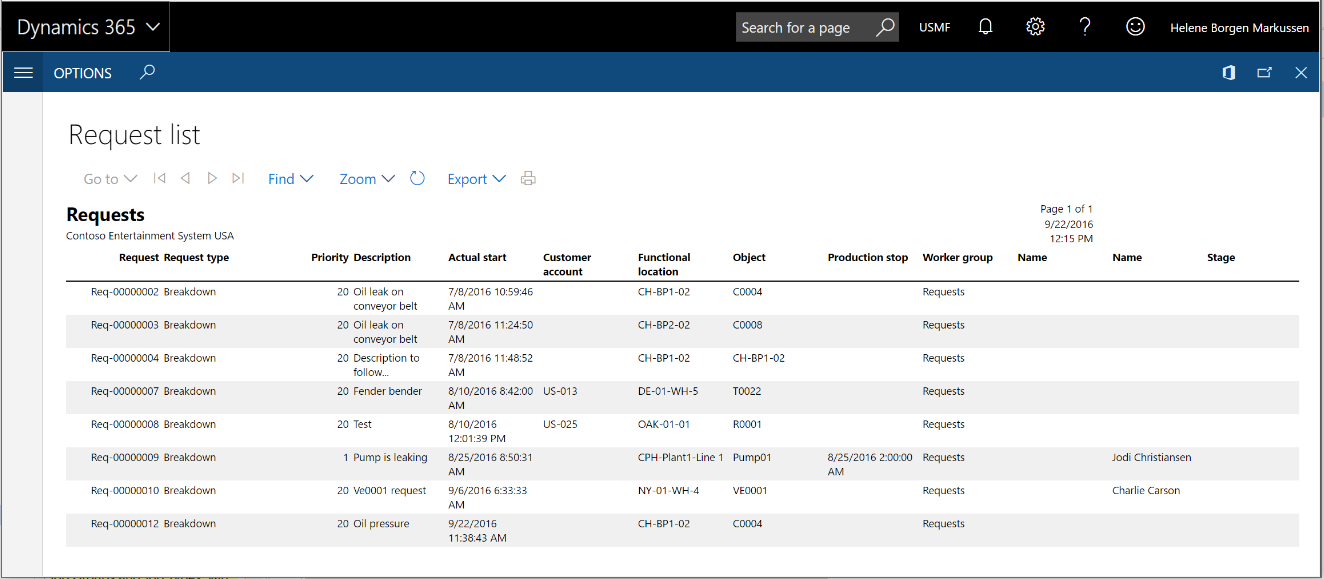 Dynamics 365
Search for a page
USMF
?
Helene Borgen Markussen
OPTIONS
Request list
Go to
Find
Zoom
Export
Requests
Page 1 of 1
Contoso Entertainment System USA
9/22/2016
12:15 PM
Request Request type Priority Description Actual start Customer Functional Object Production stop Worker group Name Name Stage
account location
Req-00000002 Breakdown 20 Oil leak on 7/8/2016 10:59:46 CH-BP1-02 C0004 Requests
conveyor belt AM
Req-00000003 Breakdown 20 Oil leak on 7/8/2016 11:24:50 CH-BP2-02 C0008 Requests
conveyor belt AM
Req-00000004 Breakdown 20 Description to 7/8/2016 11:48:52 CH-BP1-02 CH-BP1-02 Requests
follow... AM
Req-00000007 Breakdown 20 Fender bender 8/10/2016 8:42:00 US-013 DE-01-WH-5 T0022 Requests
AM
Req-00000008 Breakdown 20 Test 8/10/2016 US-025 OAK-01-01 R0001 Requests
12:01:39 PM
Req-00000009 Breakdown 1 Pump is leaking 8/25/2016 8:50:31 CPH-Plant1-Line 1 Pump01 8/25/2016 2:00:00 Requests Jodi Christiansen
AM AM
Req-00000010 Breakdown 20 Ve0001 request 9/6/2016 6:33:33 NY-01-WH-4 VE0001 Requests Charlie Carson
AM
Req-00000012 Breakdown 20 Oil pressure 9/22/2016 CH-BP1-02 C0004 Requests
11:38:43 AM